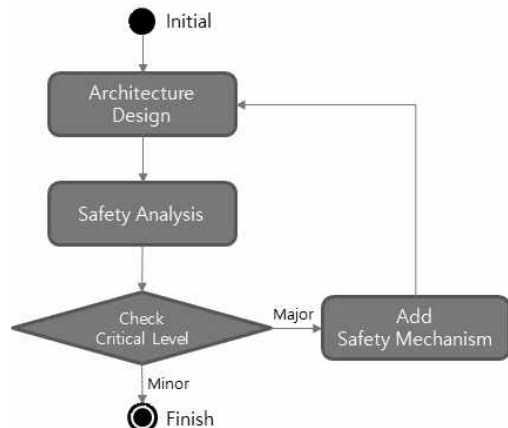 Initial
Architecture
Design
Safety Analysis
Check
Critical Level
Major
Add
Safety Mechanism
Minor
Finish